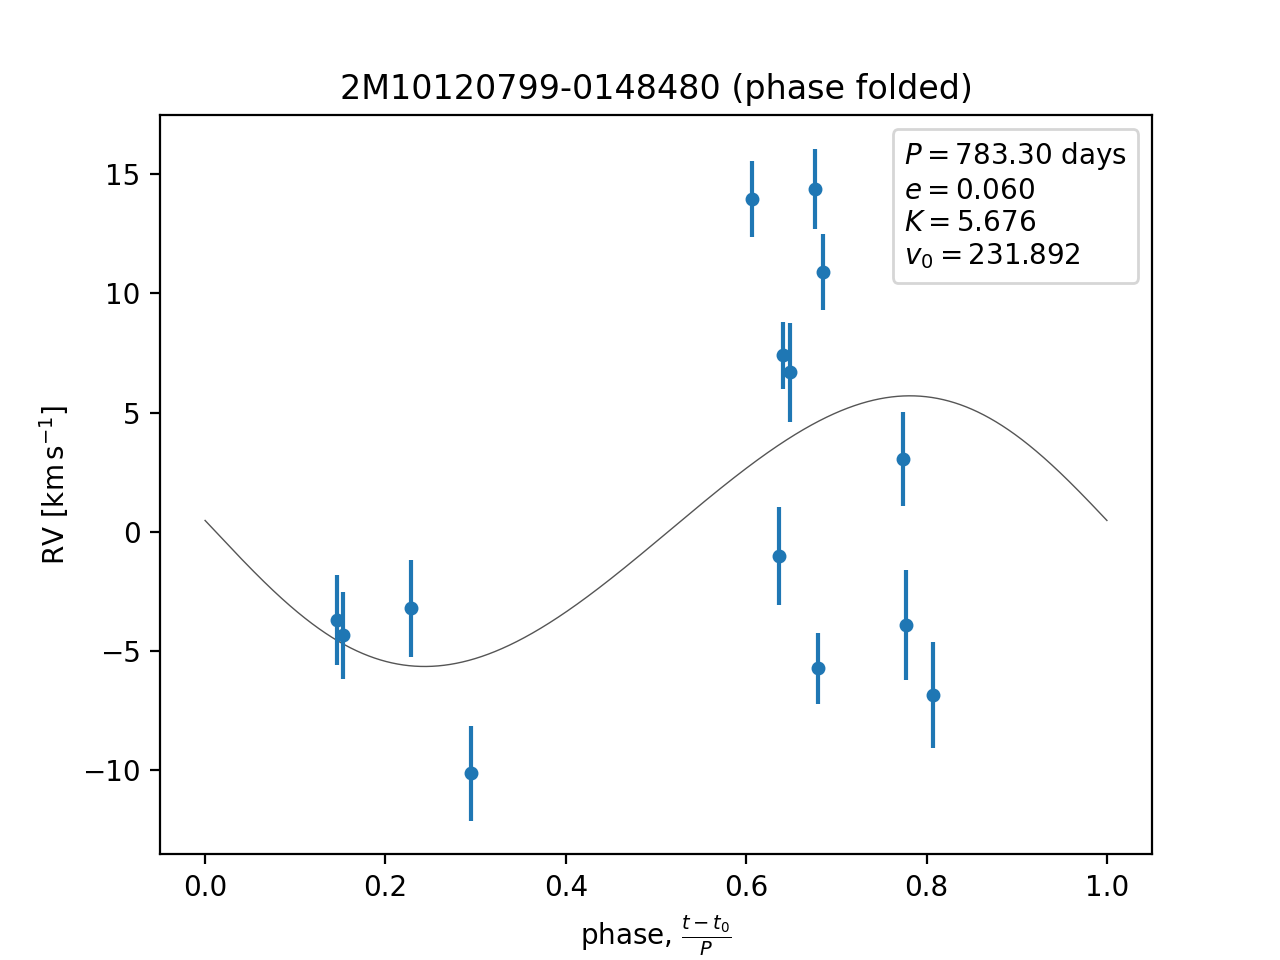 2M10120799-0148480 (phase folded)
P = 783.30 days
e = 0.060
K = 5.676
v₀ = 231.892
15
10
5
0
−5
−10
RV [km s⁻¹]
0.0 0.2 0.4 0.6 0.8 1.0
phase, (t − t₀)/P